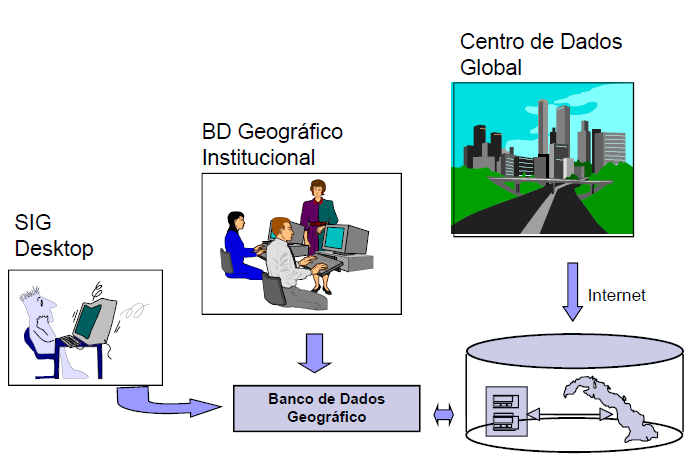 Centro de Dados
Global
BD Geográfico
Institucional
SIG
Desktop
Internet
Banco de Dados
Geográfico